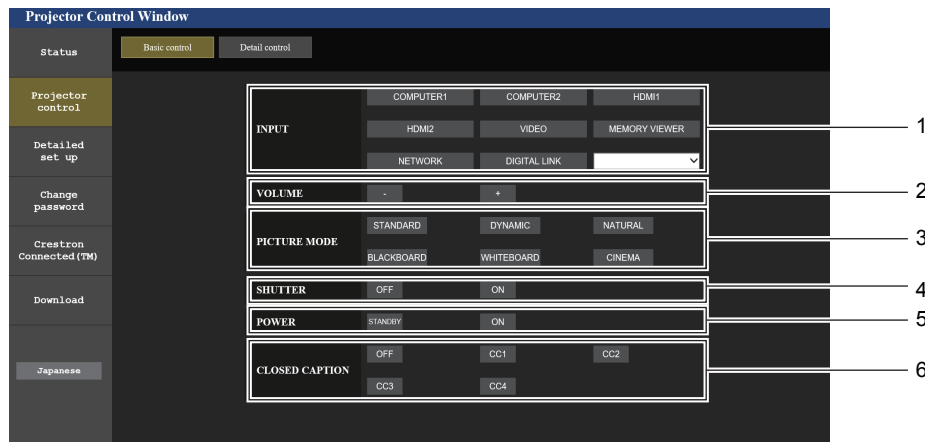 Projector Control Window
Status
Basic control
Detail control
Projector
control
Detailed
set up
Change
password
Crestron
Connected(TM)
Download
Japanese
INPUT
COMPUTER1 COMPUTER2 HDMI1
HDMI2 VIDEO MEMORY VIEWER
NETWORK DIGITAL LINK
1
VOLUME - +
2
PICTURE MODE
STANDARD DYNAMIC NATURAL
BLACKBOARD WHITEBOARD CINEMA
3
SHUTTER OFF ON
4
POWER STANDBY ON
5
CLOSED CAPTION
OFF CC1 CC2
CC3 CC4
6